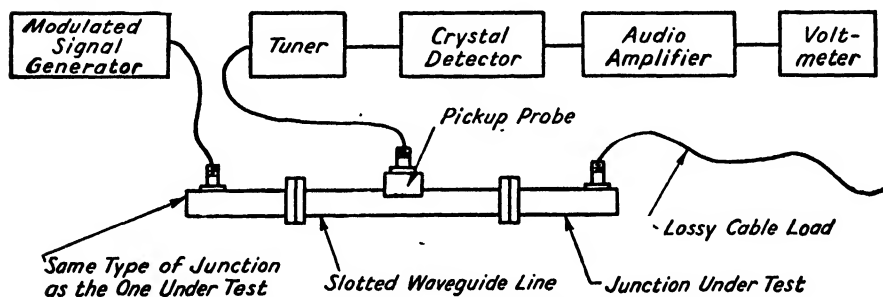 Modulated
Signal
Generator
Tuner
Crystal
Detector
Audio
Amplifier
Volt-
meter
Pickup Probe
Lossy Cable Load
Same Type of Junction
as the One Under Test
Slotted Waveguide Line
Junction Under Test